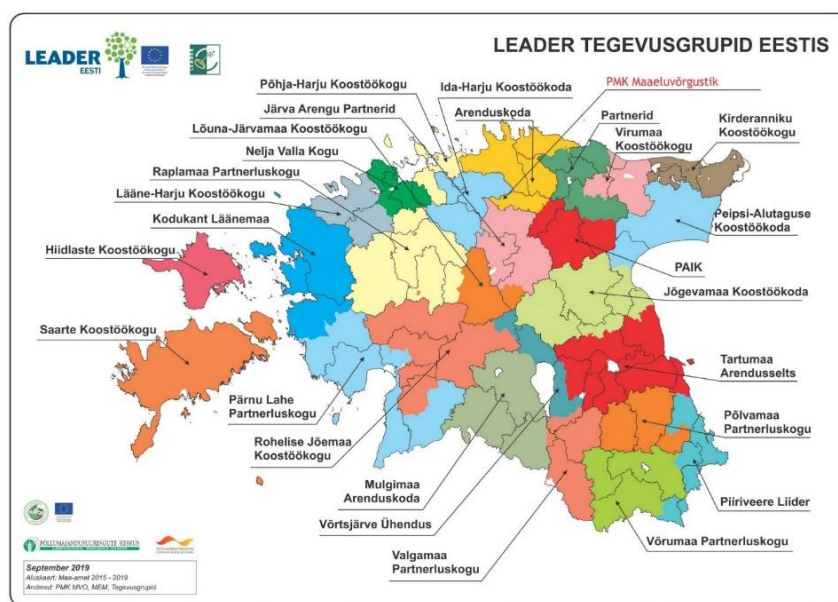 LEADER
EESTI
LEADER TEGEVUSGRUPID EESTIS
Põhja-Harju Koostöökogu
Ida-Harju Koostöökoda
PMK Maaeluvõrgustik
Järva Arengu Partnerid
Arenduskoda
Partnerid
Kirderanniku
Koostöökogu
Lõuna-Järvamaa Koostöökogu
Virumaa
Koostöökogu
Nelja Valla Kogu
Raplamaa Partnerluskogu
Lääne-Harju Koostöökogu
Kodukant Läänemaa
Peipsi-Alutaguse
Koostöökoda
Hiidlaste Koostöökogu
PAIK
Jõgevamaa Koostöökoda
Saarte Koostöökogu
Tartumaa
Arendusselts
Pärnu Lahe
Partnerluskogu
Põlvamaa
Partnerluskogu
Rohelise Jõemaa
Koostöökogu
Mulgimaa
Arenduskoda
Piiriveere Liider
Võrtsjärve Ühendus
Võrumaa Partnerluskogu
Valgamaa
Partnerluskogu
PÕLLUMAJANDUSUURINGUTE KESKUS
September 2019
Aluskaart: Maa-amet 2015 - 2019
Andmed: PMK MVO, MEM, Tegevusgrupid